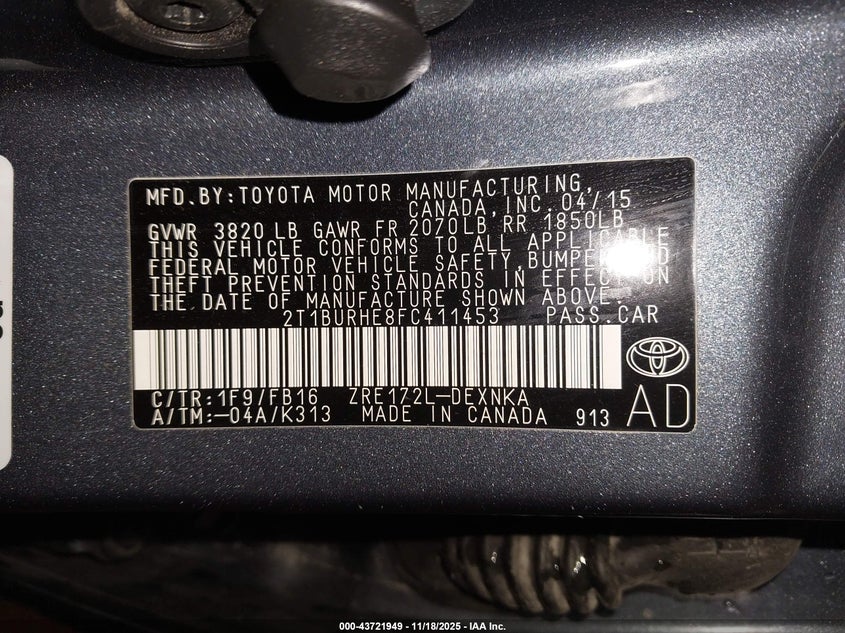 MFD.BY:TOYOTA MOTOR MANUFACTURING,
CANADA,INC. 04/15
GVWR 3820 LB GAWR FR 2070LB RR 1850LB
THIS VEHICLE CONFORMS TO ALL APPLICABLE
FEDERAL MOTOR VEHICLE SAFETY,BUMPER
THEFT PREVENTION STANDARDS IN EFFECT ON
THE DATE OF MANUFACTURE SHOWN ABOVE.
2T1BURHE8FC411453 PASS.CAR
C/TR:1F9/FB16 ZRE172L-DEXNKA
A/TM:-04A/K313 MADE IN CANADA 913
AD
000-43721949 - 11/18/2025 - IAA Inc.